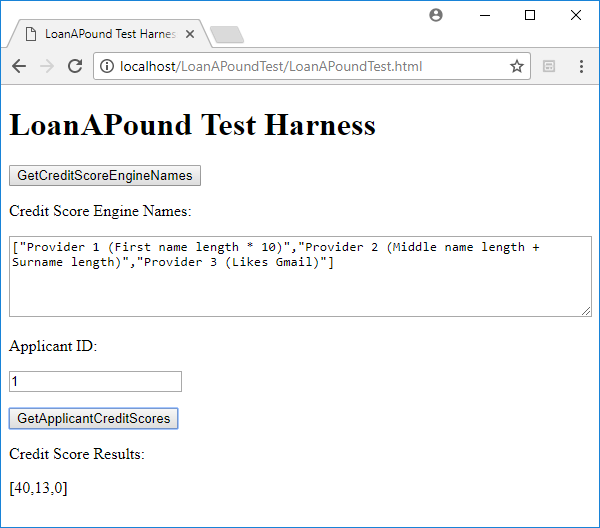 LoanAPound Test Harnes
localhost/LoanAPoundTest/LoanAPoundTest.html
LoanAPound Test Harness
GetCreditScoreEngineNames
Credit Score Engine Names:
["Provider 1 (First name length * 10)","Provider 2 (Middle name length +
Surname length)","Provider 3 (Likes Gmail)"]
Applicant ID:
1
GetApplicantCreditScores
Credit Score Results:
[40,13,0]